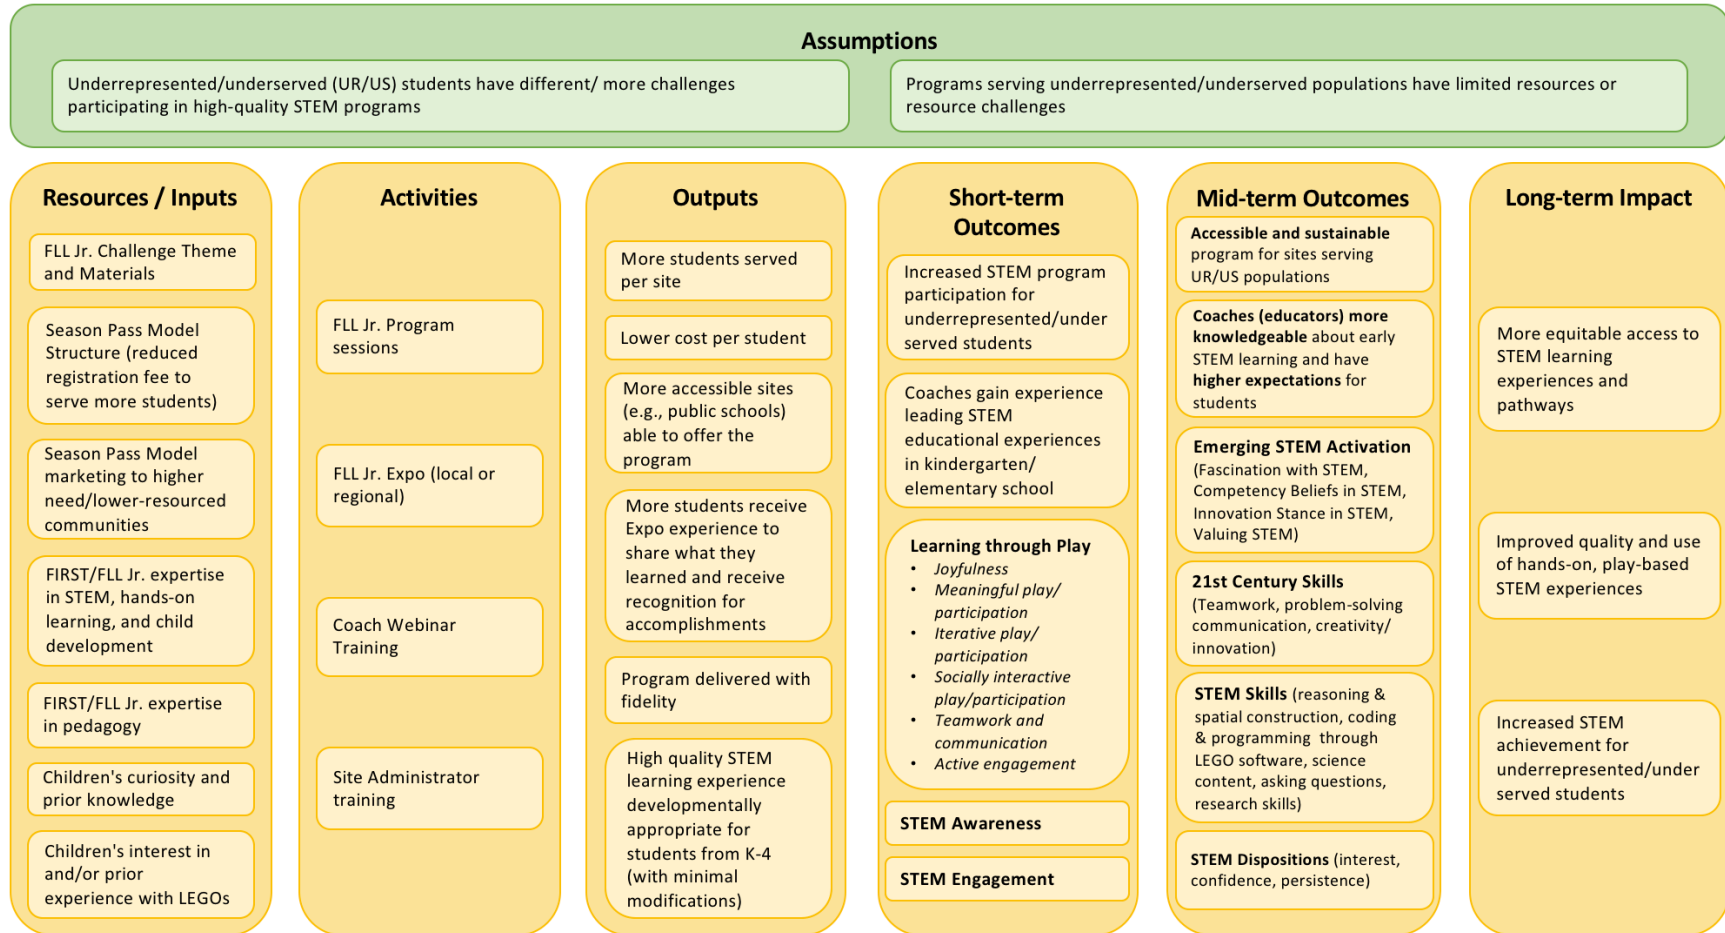 Assumptions
Underrepresented/underserved (UR/US) students have different/ more challenges
participating in high-quality STEM programs
Programs serving underrepresented/underserved populations have limited resources or
resource challenges
Resources / Inputs
FLL Jr. Challenge Theme
and Materials
Season Pass Model
Structure (reduced
registration fee to
serve more students)
Season Pass Model
marketing to higher
need/lower-resourced
communities
FIRST/FLL Jr. expertise
in STEM, hands-on
learning, and child
development
FIRST/FLL Jr. expertise
in pedagogy
Children's curiosity and
prior knowledge
Children's interest in
and/or prior
experience with LEGOs
Activities
FLL Jr. Program
sessions
FLL Jr. Expo (local or
regional)
Coach Webinar
Training
Site Administrator
training
Outputs
More students served
per site
Lower cost per student
More accessible sites
(e.g., public schools)
able to offer the
program
More students receive
Expo experience to
share what they
learned and receive
recognition for
accomplishments
Program delivered with
fidelity
High quality STEM
learning experience
developmentally
appropriate for
students from K-4
(with minimal
modifications)
Short-term
Outcomes
Increased STEM program
participation for
underrepresented/under
served students
Coaches gain experience
leading STEM
educational experiences
in kindergarten/
elementary school
Learning through Play
• Joyfulness
• Meaningful play/
participation
• Iterative play/
participation
• Socially interactive
play/participation
• Teamwork and
communication
• Active engagement
STEM Awareness
STEM Engagement
Mid-term Outcomes
Accessible and sustainable
program for sites serving
UR/US populations
Coaches (educators) more
knowledgeable about early
STEM learning and have
higher expectations for
students
Emerging STEM Activation
(Fascination with STEM,
Competency Beliefs in STEM,
Innovation Stance in STEM,
Valuing STEM)
21st Century Skills
(Teamwork, problem-solving
communication, creativity/
innovation)
STEM Skills (reasoning &
spatial construction, coding
& programming through
LEGO software, science
content, asking questions,
research skills)
STEM Dispositions (interest,
confidence, persistence)
Long-term Impact
More equitable access to
STEM learning
experiences and
pathways
Improved quality and use
of hands-on, play-based
STEM experiences
Increased STEM
achievement for
underrepresented/under
served students